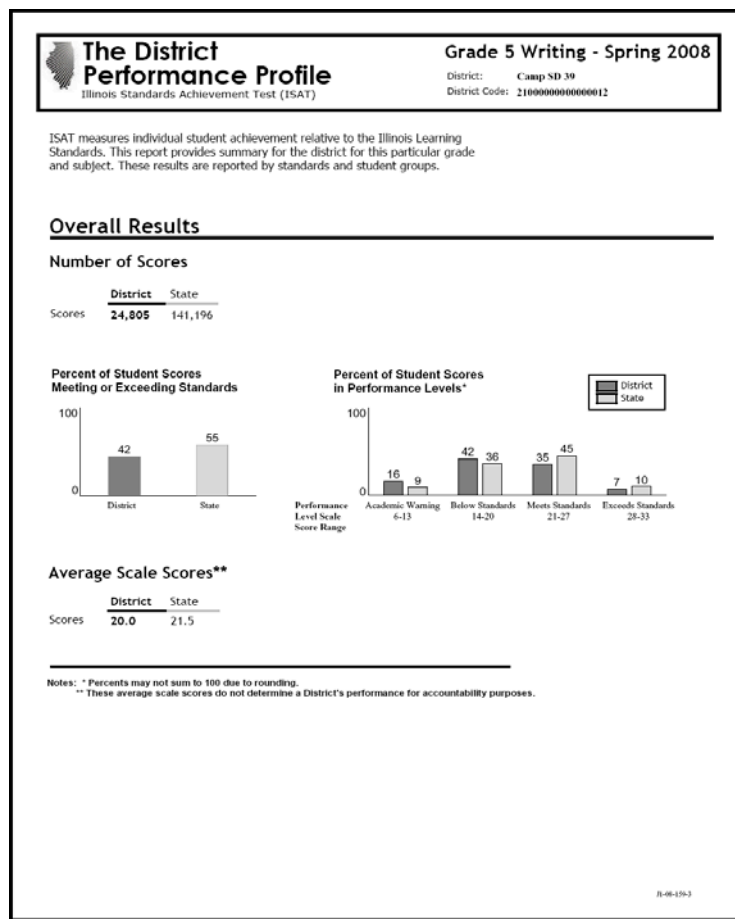 The District
Performance Profile
Illinois Standards Achievement Test (ISAT)
Grade 5 Writing - Spring 2008
District: Camp SD 39
District Code: 2100000000000012
ISAT measures individual student achievement relative to the Illinois Learning
Standards. This report provides summary for the district for this particular grade
and subject. These results are reported by standards and student groups.
Overall Results
Number of Scores
District State
Scores 24,805 141,196
Percent of Student Scores
Meeting or Exceeding Standards
100
42
55
0
District State
Percent of Student Scores
in Performance Levels*
District
State
100
16 9 42 36 35 45 7 10
0
Performance Academic Warning Below Standards Meets Standards Exceeds Standards
Level Scale 6-13 14-20 21-27 28-33
Score Range
Average Scale Scores**
District State
Scores 20.0 21.5
Notes: * Percents may not sum to 100 due to rounding.
** These average scale scores do not determine a District's performance for accountability purposes.